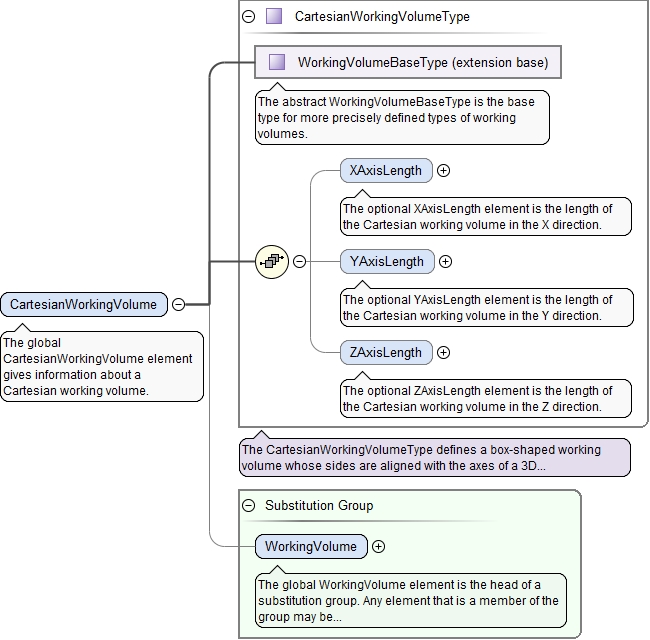 CartesianWorkingVolumeType
WorkingVolumeBaseType (extension base)
The abstract WorkingVolumeBaseType is the base
type for more precisely defined types of working
volumes.
XAxisLength
The optional XAxisLength element is the length of
the Cartesian working volume in the X direction.
YAxisLength
The optional YAxisLength element is the length of
the Cartesian working volume in the Y direction.
ZAxisLength
The optional ZAxisLength element is the length of
the Cartesian working volume in the Z direction.
CartesianWorkingVolume
The global
CartesianWorkingVolume element
gives information about a
Cartesian working volume.
The CartesianWorkingVolumeType defines a box-shaped working
volume whose sides are aligned with the axes of a 3D...
Substitution Group
WorkingVolume
The global WorkingVolume element is the head of a
substitution group. Any element that is a member of the
group may be...